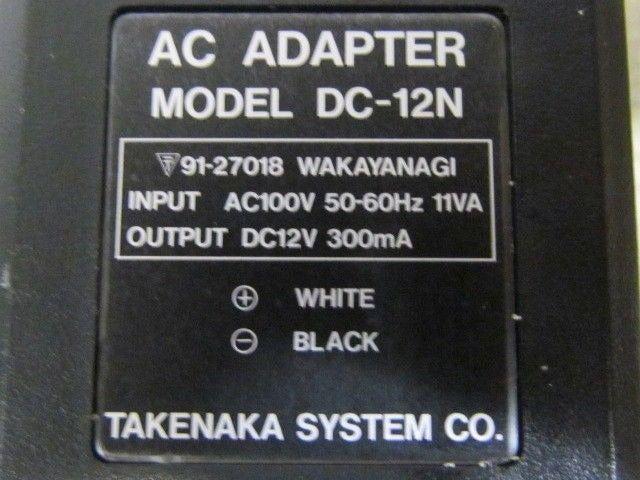 AC ADAPTER
MODEL DC-12N
91-27018 WAKAYANAGI
INPUT AC100V 50-60Hz 11VA
OUTPUT DC12V 300mA
⊕ WHITE
⊖ BLACK
TAKENAKA SYSTEM CO.